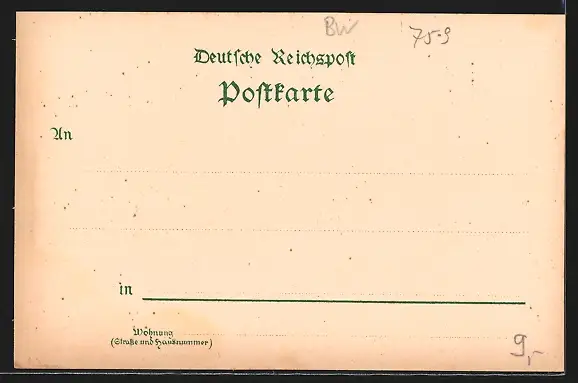 BW
75-9
Deutsche Reichspost
Postkarte
An
in
Wohnung
(Straße und Hausnummer)
9,-